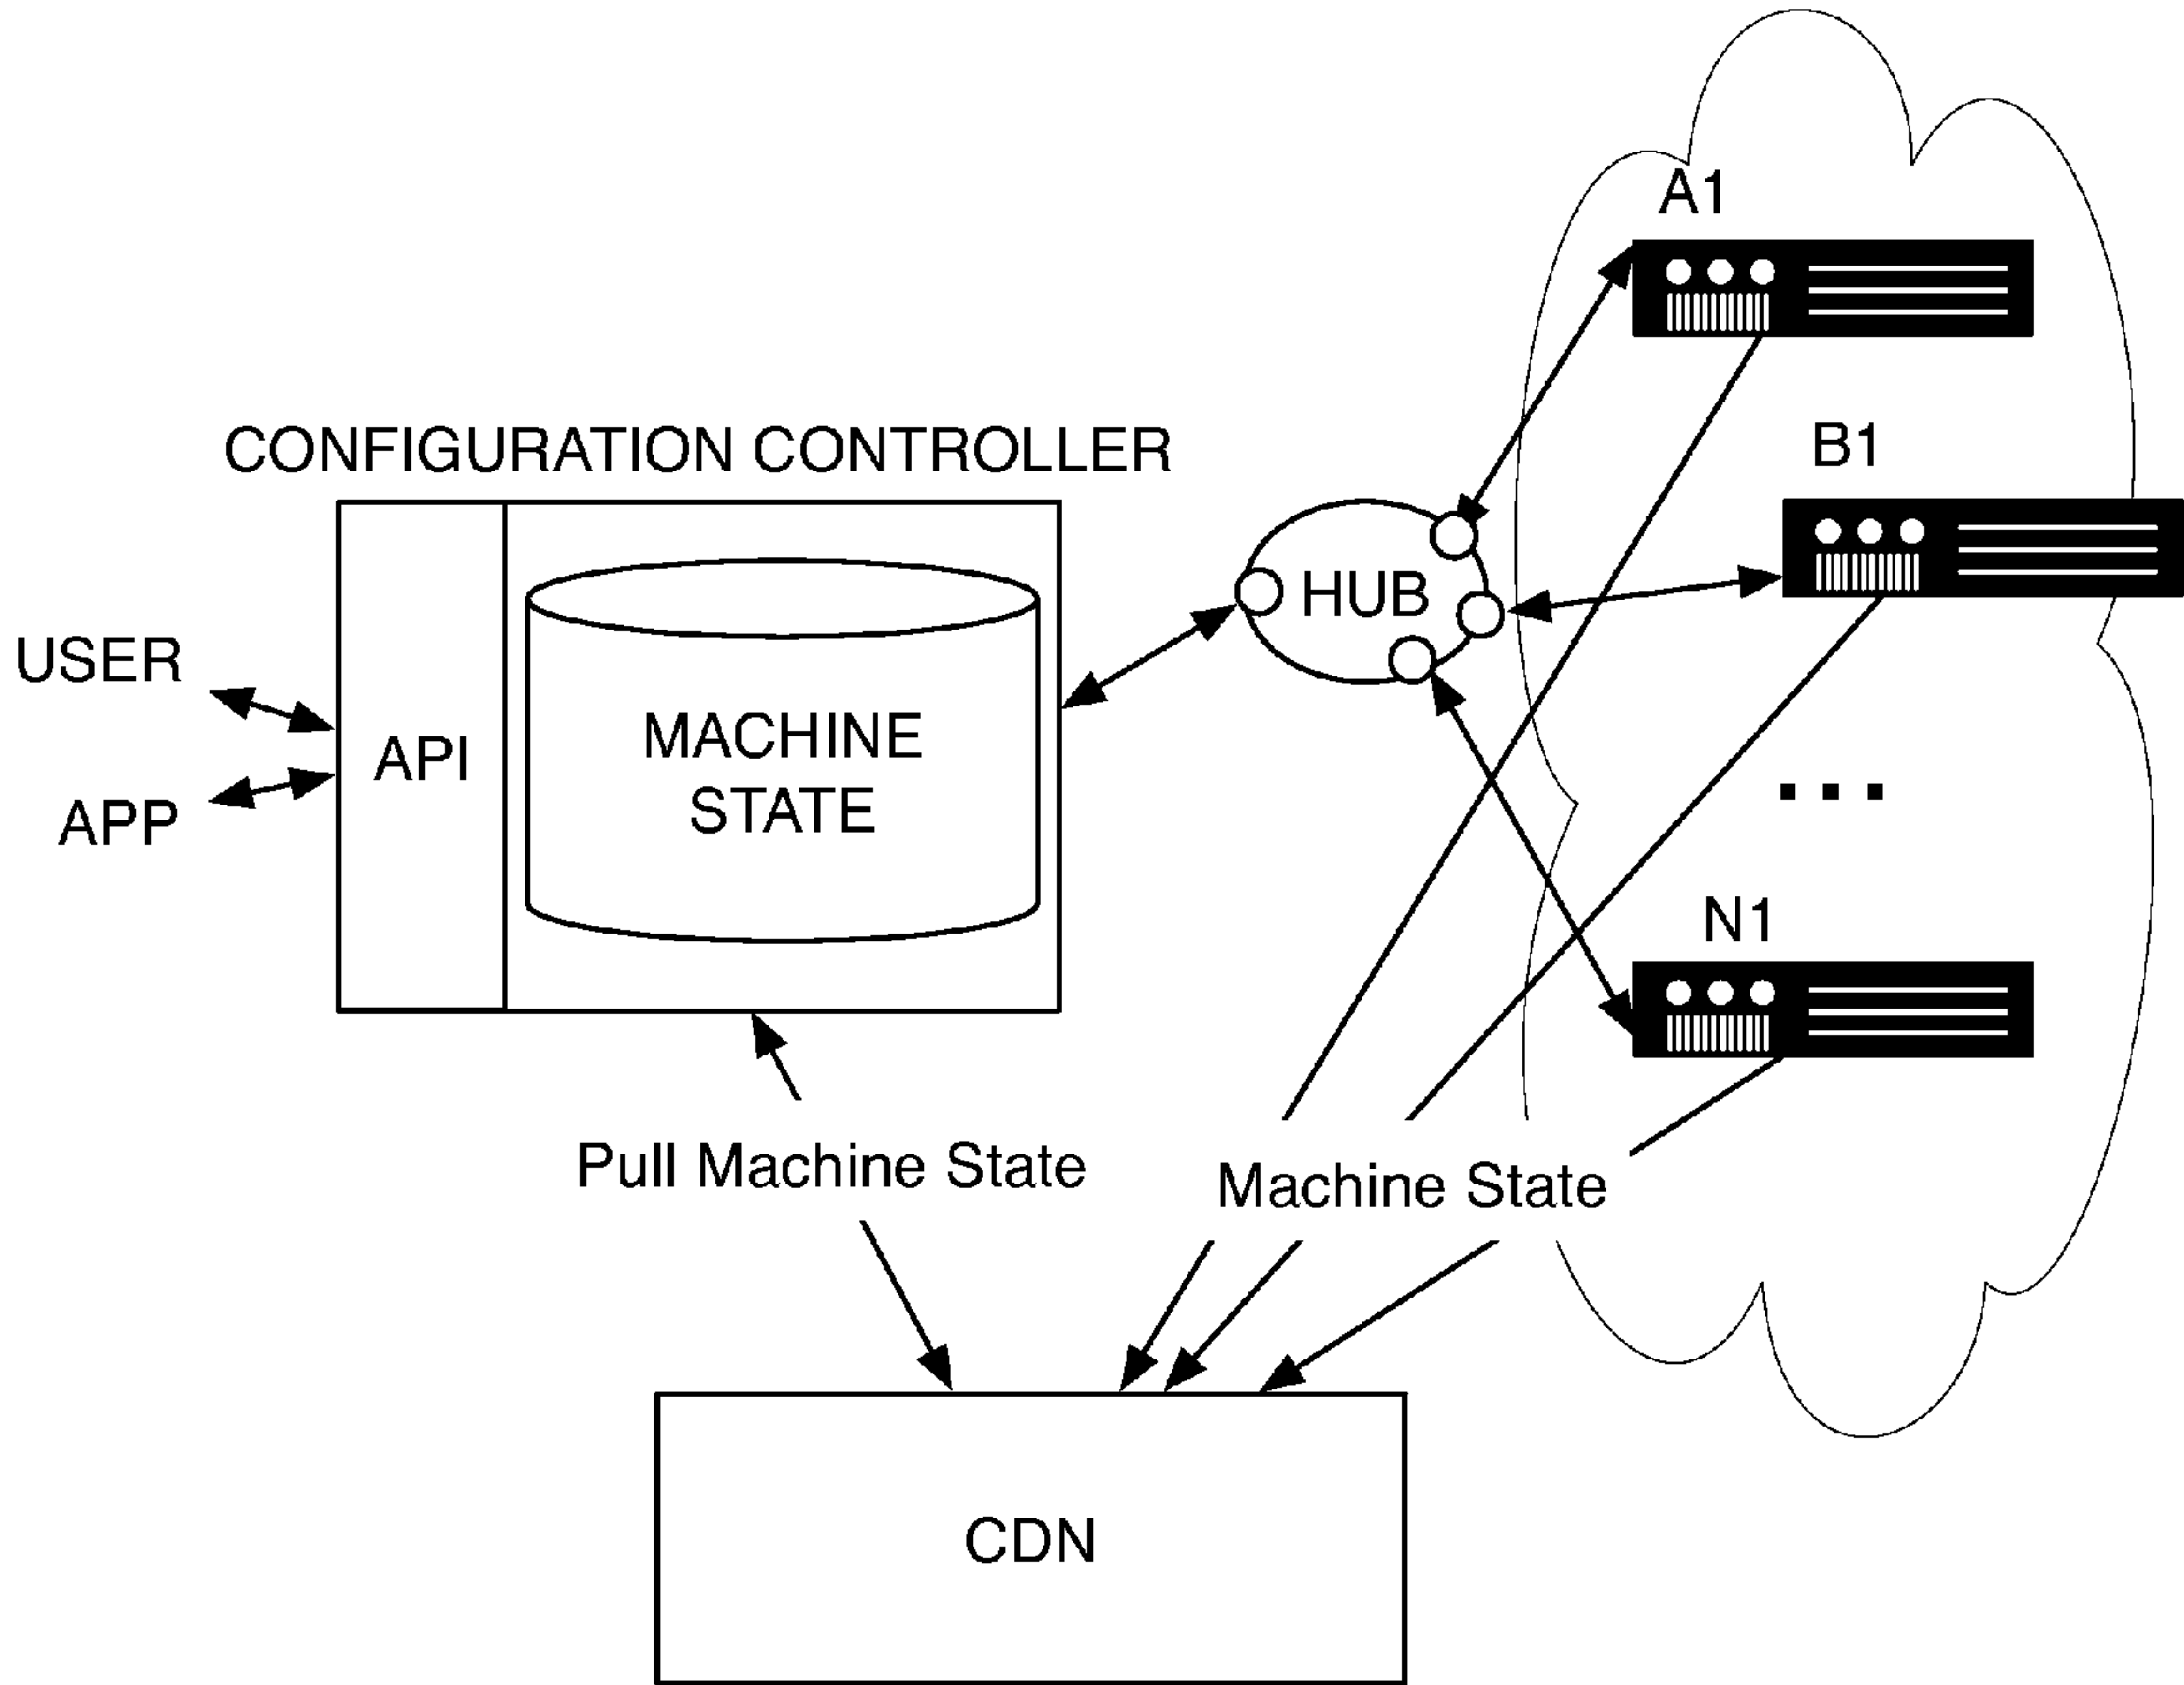 A1
CONFIGURATION CONTROLLER
B1
HUB
USER
API
MACHINE
STATE
APP
N1
Pull Machine State
Machine State
CDN